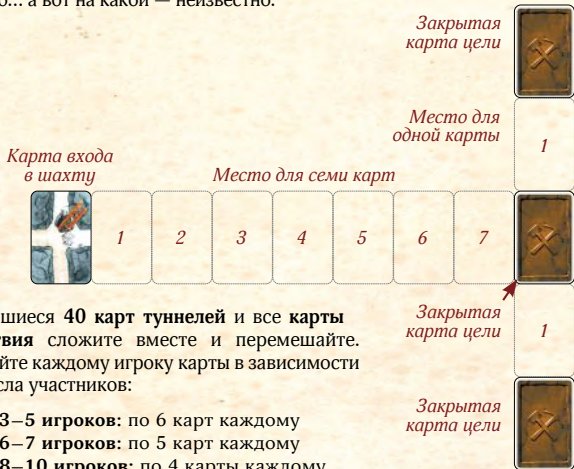 а вот на какой — неизвестно.
Закрытая
карта цели
Место для
одной карты
1
Карта входа
в шахту
Место для семи карт
1 2 3 4 5 6 7
Закрытая
карта цели
1
шиеся 40 карт туннелей и все карты
сложите вместе и перемешайте.
каждому игроку карты в зависимости
участников:
3–5 игроков: по 6 карт каждому
6–7 игроков: по 5 карт каждому
8–10 игроков: по 4 карты каждому
Закрытая
карта цели